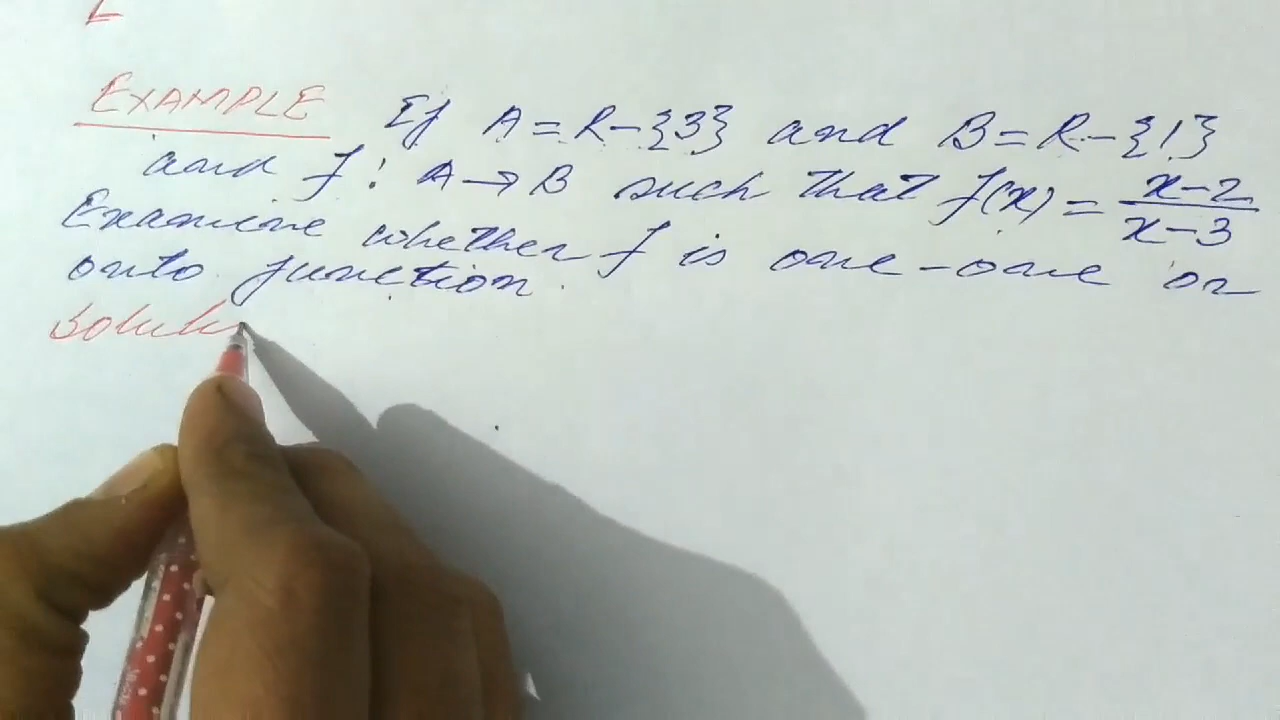 EXAMPLE If A = R-{3} and B = R-{1}
and f: A→B such that f(x) = x-2/x-3
Examine whether f is one-one or
onto function.